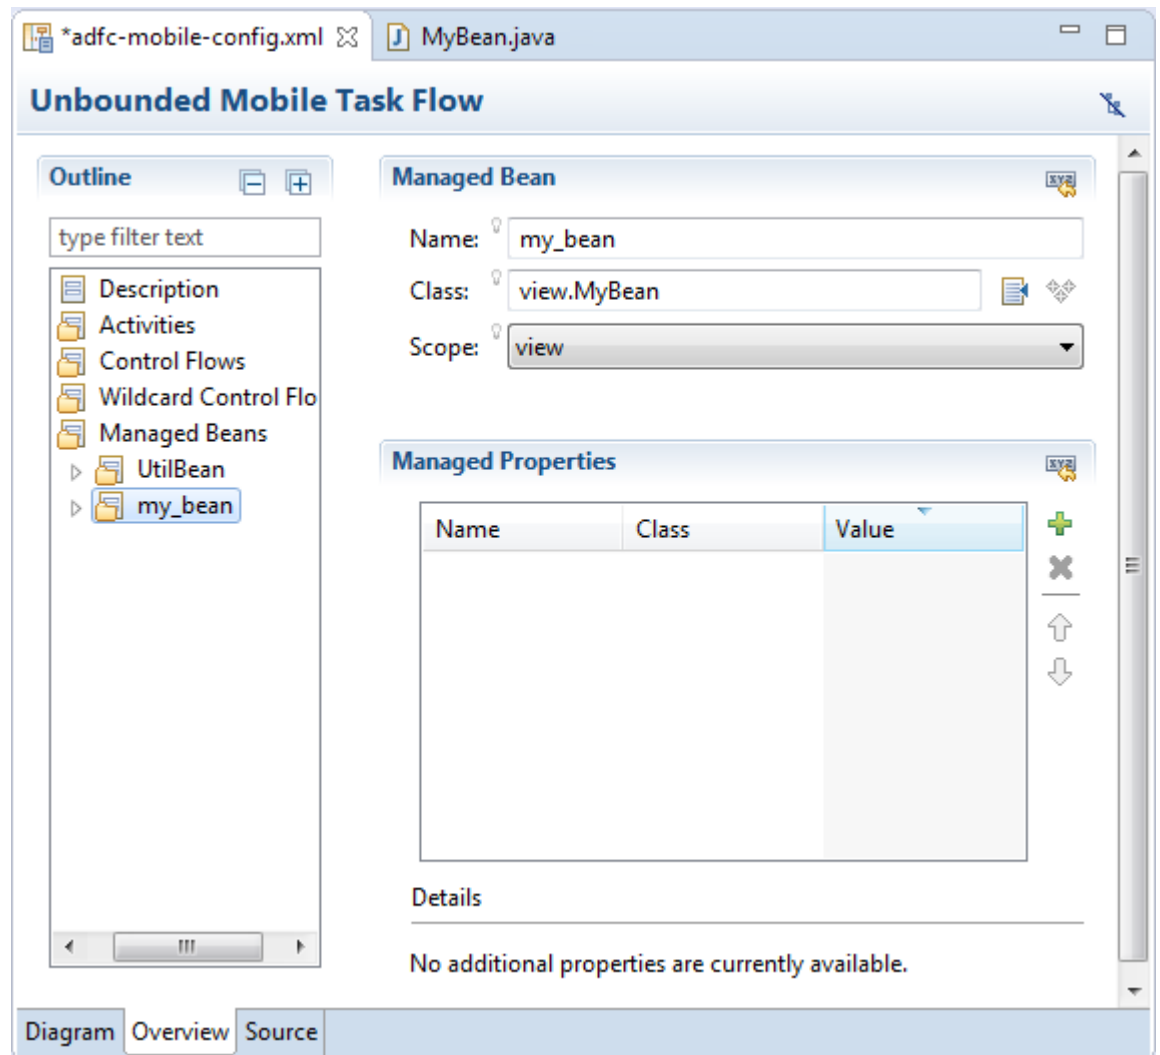 *adfc-mobile-config.xml MyBean.java
Unbounded Mobile Task Flow
Outline
type filter text
Description
Activities
Control Flows
Wildcard Control Flo
Managed Beans
UtilBean
my_bean
Managed Bean
Name: my_bean
Class: view.MyBean
Scope: view
Managed Properties
Name Class Value
Details
No additional properties are currently available.
Diagram Overview Source